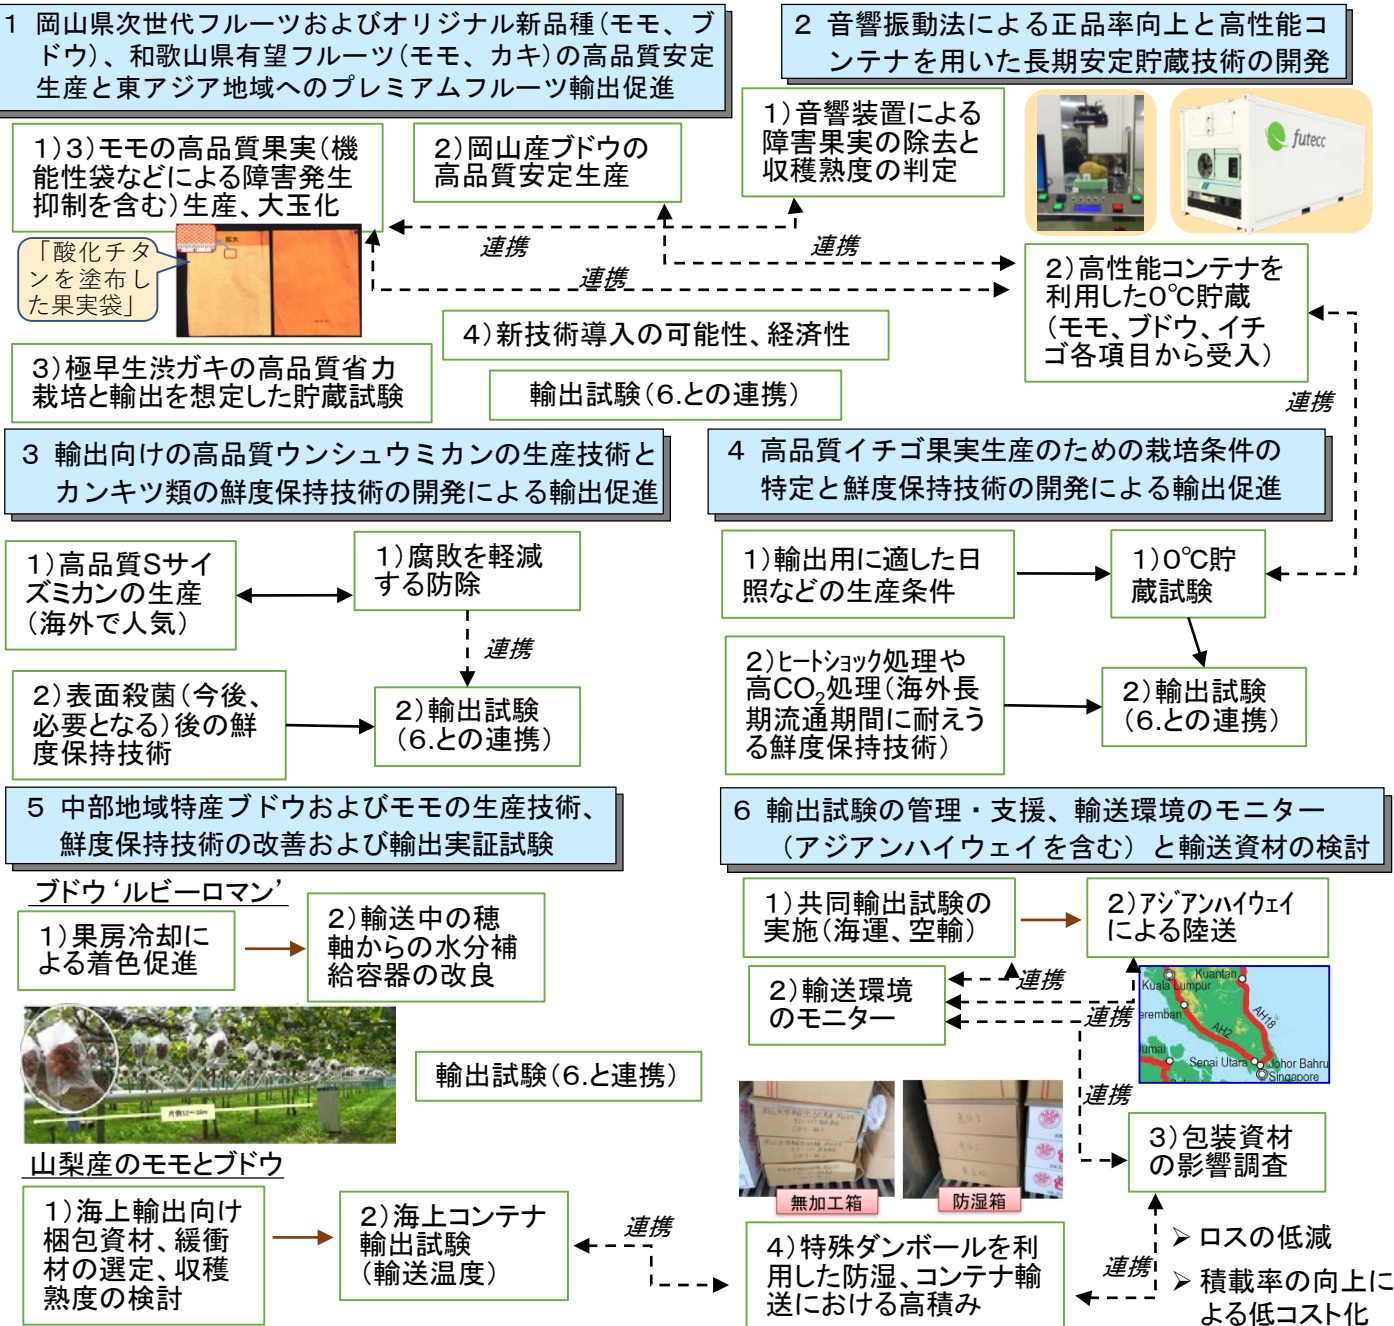 1 岡山県次世代フルーツおよびオリジナル新品種(モモ、ブ
ドウ)、和歌山県有望フルーツ(モモ、カキ)の高品質安定
生産と東アジア地域へのプレミアムフルーツ輸出促進
1)3)モモの高品質果実(機
能性袋などによる障害発生
抑制を含む)生産、大玉化
2)岡山産ブドウの
高品質安定生産
「酸化チタ
ンを塗布し
た果実袋」
拡大
連携
連携
連携
4)新技術導入の可能性、経済性
3)極早生渋ガキの高品質省力
栽培と輸出を想定した貯蔵試験
輸出試験(6.との連携)
2 音響振動法による正品率向上と高性能コ
ンテナを用いた長期安定貯蔵技術の開発
1)音響装置による
障害果実の除去と
収穫熟度の判定
futecc
2)高性能コンテナを
利用した0℃貯蔵
(モモ、ブドウ、イチ
ゴ各項目から受入)
連携
3 輸出向けの高品質ウンシュウミカンの生産技術と
カンキツ類の鮮度保持技術の開発による輸出促進
1)高品質Sサイ
ズミカンの生産
(海外で人気)
1)腐敗を軽減
する防除
連携
2)表面殺菌(今後、
必要となる)後の鮮
度保持技術
2)輸出試験
(6.との連携)
4 高品質イチゴ果実生産のための栽培条件の
特定と鮮度保持技術の開発による輸出促進
1)輸出用に適した日
照などの生産条件
1)0℃貯
蔵試験
2)ヒートショック処理や
高CO₂処理(海外長
期流通期間に耐えう
る鮮度保持技術)
2)輸出試験
(6.との連携)
5 中部地域特産ブドウおよびモモの生産技術、
鮮度保持技術の改善および輸出実証試験
ブドウ‘ルビーロマン’
1)果房冷却に
よる着色促進
2)輸送中の穂
軸からの水分補
給容器の改良
片側12~16m
輸出試験(6.と連携)
山梨産のモモとブドウ
1)海上輸出向け
梱包資材、緩衝
材の選定、収穫
熟度の検討
2)海上コンテナ
輸出試験
(輸送温度)
連携
6 輸出試験の管理・支援、輸送環境のモニター
(アジアンハイウェイを含む)と輸送資材の検討
1)共同輸出試験の
実施(海運、空輸)
2)アジアンハイウェイ
による陸送
2)輸送環境
のモニター
連携
連携
連携
Kuantan
Kuala Lumpur
eremban
AH2
AH18
umai
Senai Utara
Johor Bahru
Singapore
無加工箱
防湿箱
3)包装資材
の影響調査
4)特殊ダンボールを利
用した防湿、コンテナ輸
送における高積み
連携
➢ ロスの低減
➢ 積載率の向上に
よる低コスト化